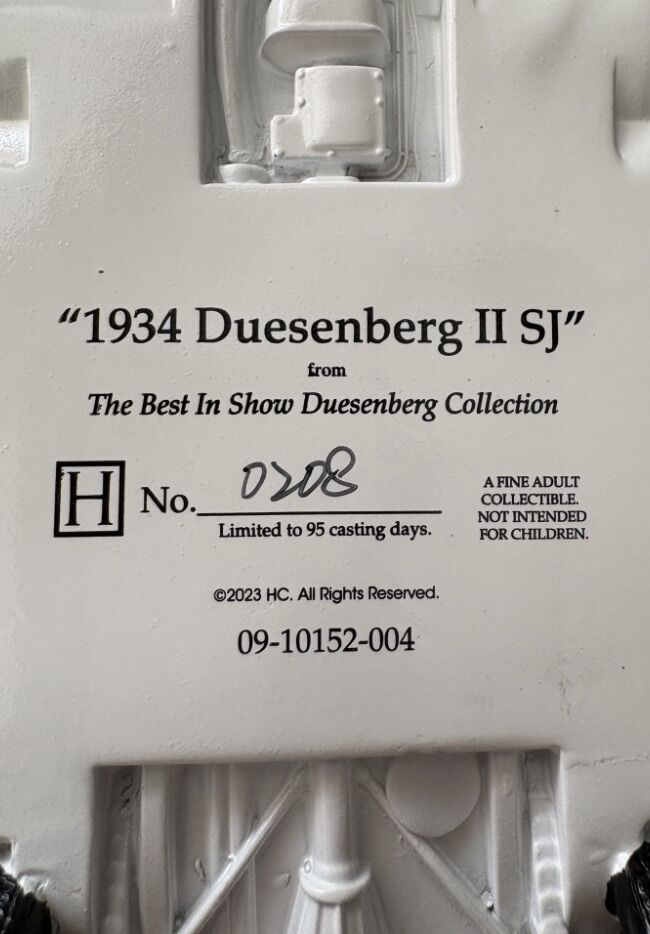 “1934 Duesenberg II SJ”
from
The Best In Show Duesenberg Collection
H No. 0208
Limited to 95 casting days.
A FINE ADULT
COLLECTIBLE.
NOT INTENDED
FOR CHILDREN.
©2023 HC. All Rights Reserved.
09-10152-004